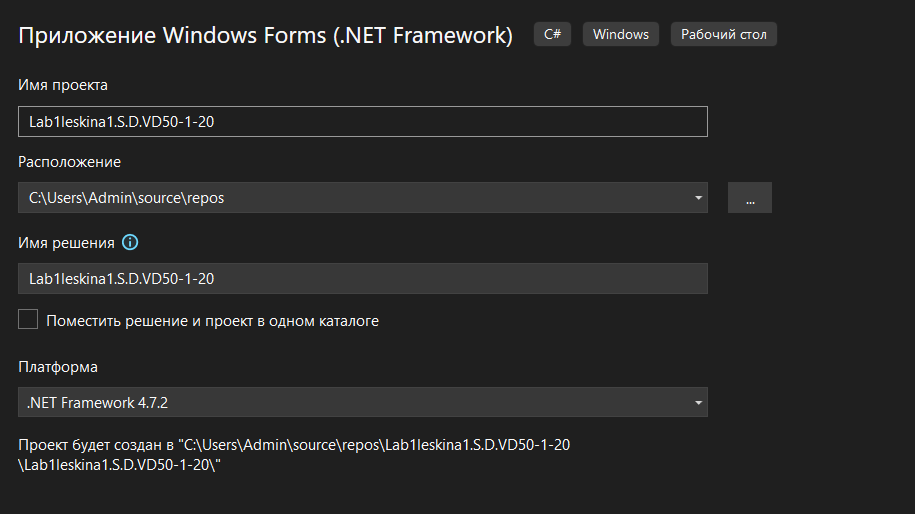 Приложение Windows Forms (.NET Framework) C# Windows Рабочий стол
Имя проекта
Lab1leskina1.S.D.VD50-1-20
Расположение
C:\Users\Admin\source\repos
...
Имя решения
Lab1leskina1.S.D.VD50-1-20
Поместить решение и проект в одном каталоге
Платформа
.NET Framework 4.7.2
Проект будет создан в "C:\Users\Admin\source\repos\Lab1leskina1.S.D.VD50-1-20
\Lab1leskina1.S.D.VD50-1-20\"